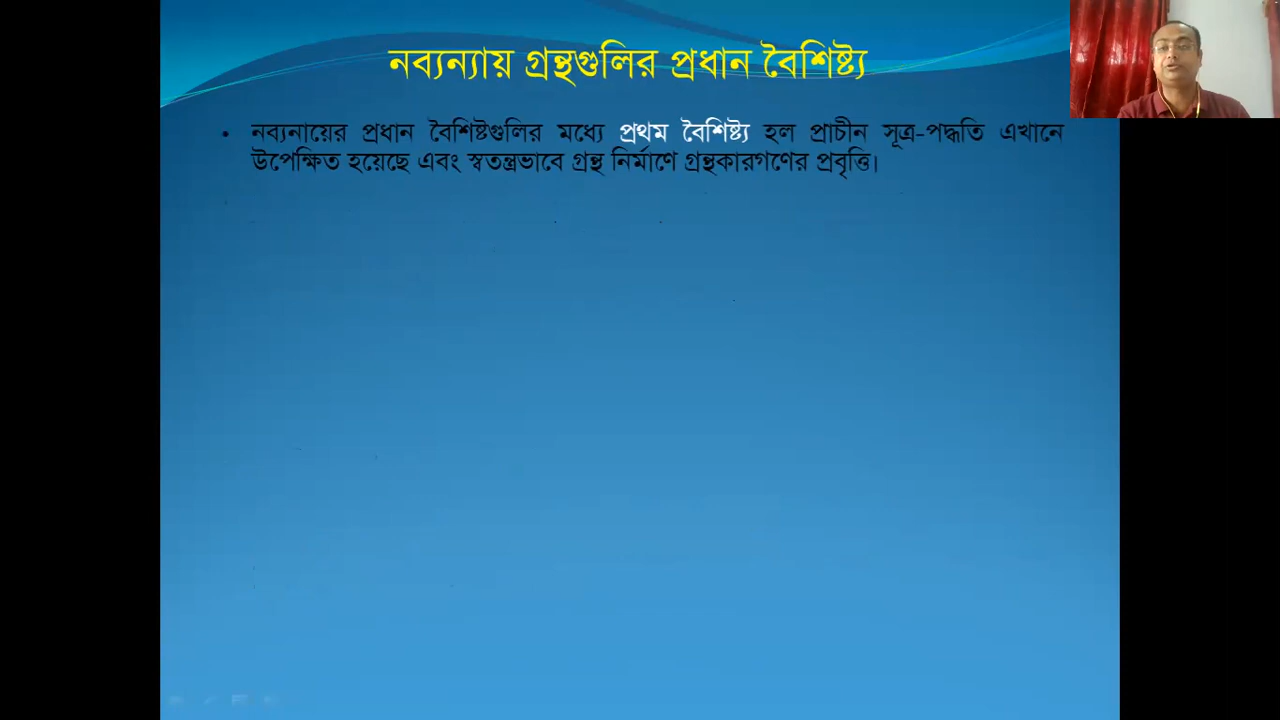 নব্যন্যায় গ্রন্থগুলির প্রধান বৈশিষ্ট্য
• নব্যনায়ের প্রধান বৈশিষ্টগুলির মধ্যে প্রথম বৈশিষ্ট্য হল প্রাচীন সূত্র-পদ্ধতি এখানে
উপেক্ষিত হয়েছে এবং স্বতন্ত্রভাবে গ্রন্থ নির্মাণে গ্রন্থকারগণের প্রবৃত্তি।